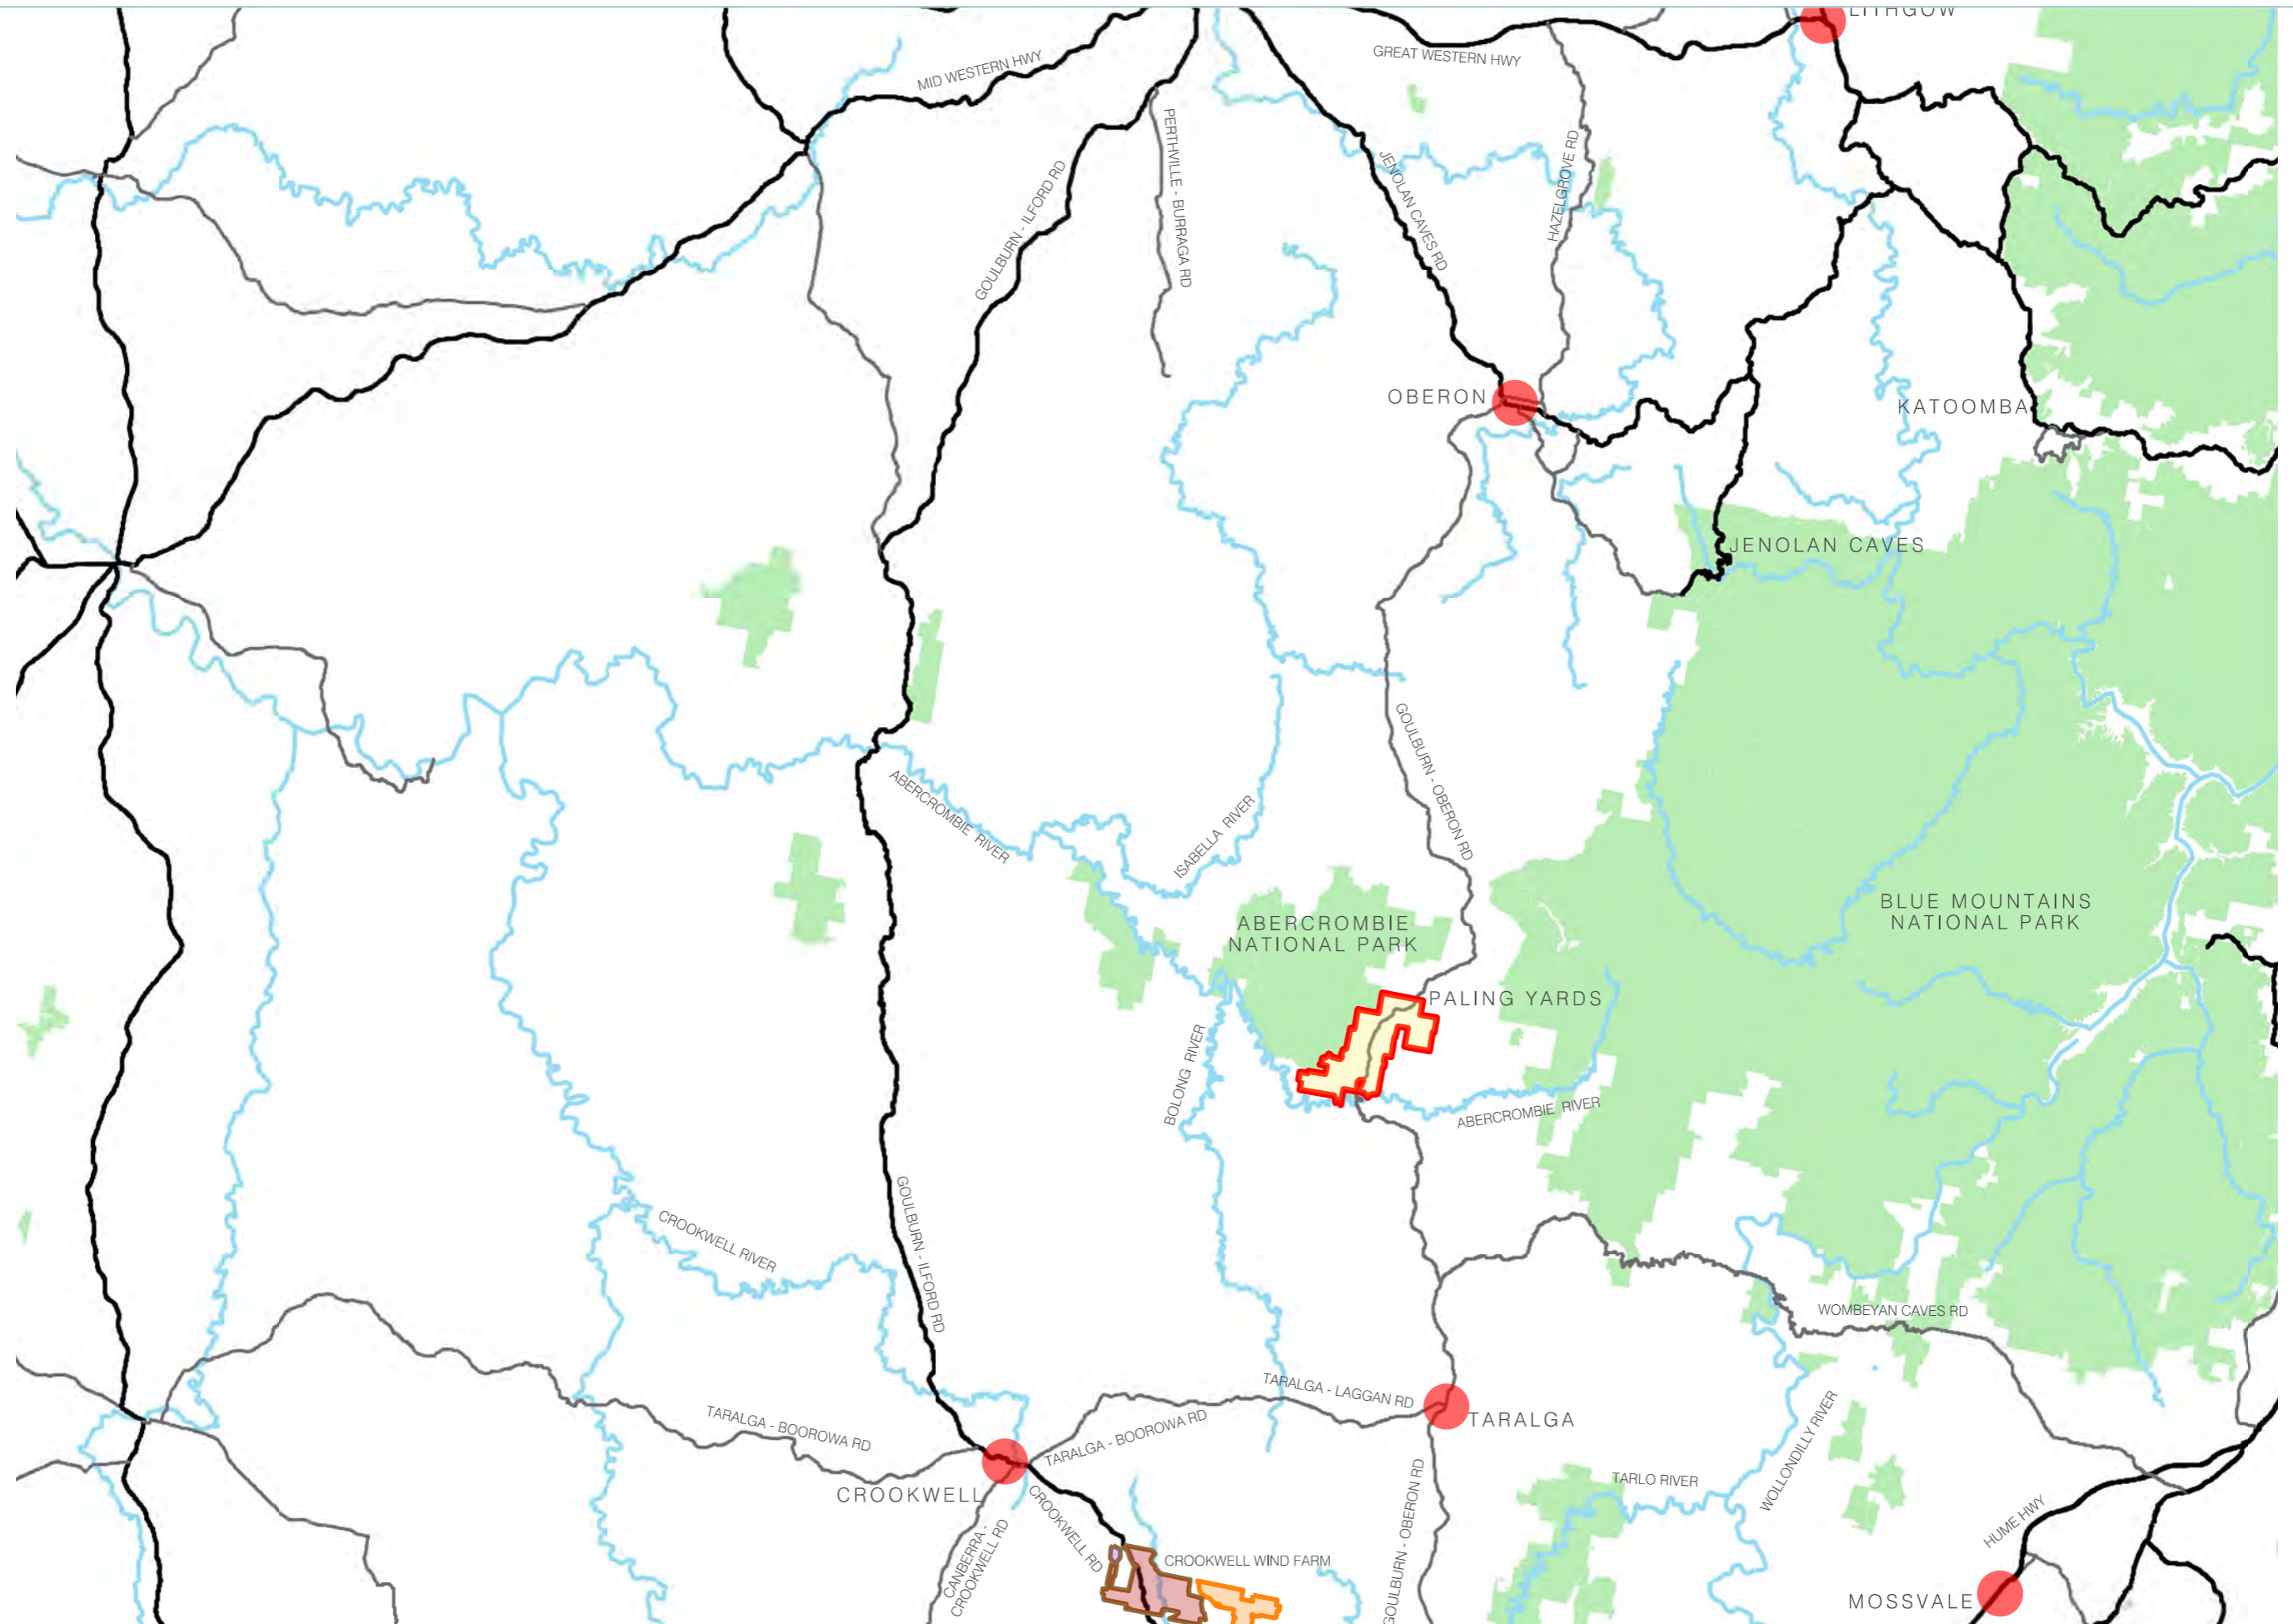 LITHGOW
GREAT WESTERN HWY
MID WESTERN HWY
PERTHVILLE - BURRAGA RD
JENOLAN CAVES RD
HAZELGROVE RD
GOULBURN - ILFORD RD
OBERON
KATOOMBA
JENOLAN CAVES
GOULBURN - OBERON RD
ABERCROMBIE RIVER
ISABELLA RIVER
BLUE MOUNTAINS
NATIONAL PARK
ABERCROMBIE
NATIONAL PARK
PALING YARDS
BOLONG RIVER
ABERCROMBIE RIVER
CROOKWELL RIVER
GOULBURN - ILFORD RD
WOMBEYAN CAVES RD
TARALGA - LAGGAN RD
TARALGA
TARALGA - BOOROWA RD
TARALGA - BOOROWA RD
WOLLONDILLY RIVER
TARLO RIVER
CROOKWELL
CROOKWELL RD
CANBERRA -
CROOKWELL RD
GOULBURN - OBERON RD
HUME HWY
CROOKWELL WIND FARM
MOSSVALE